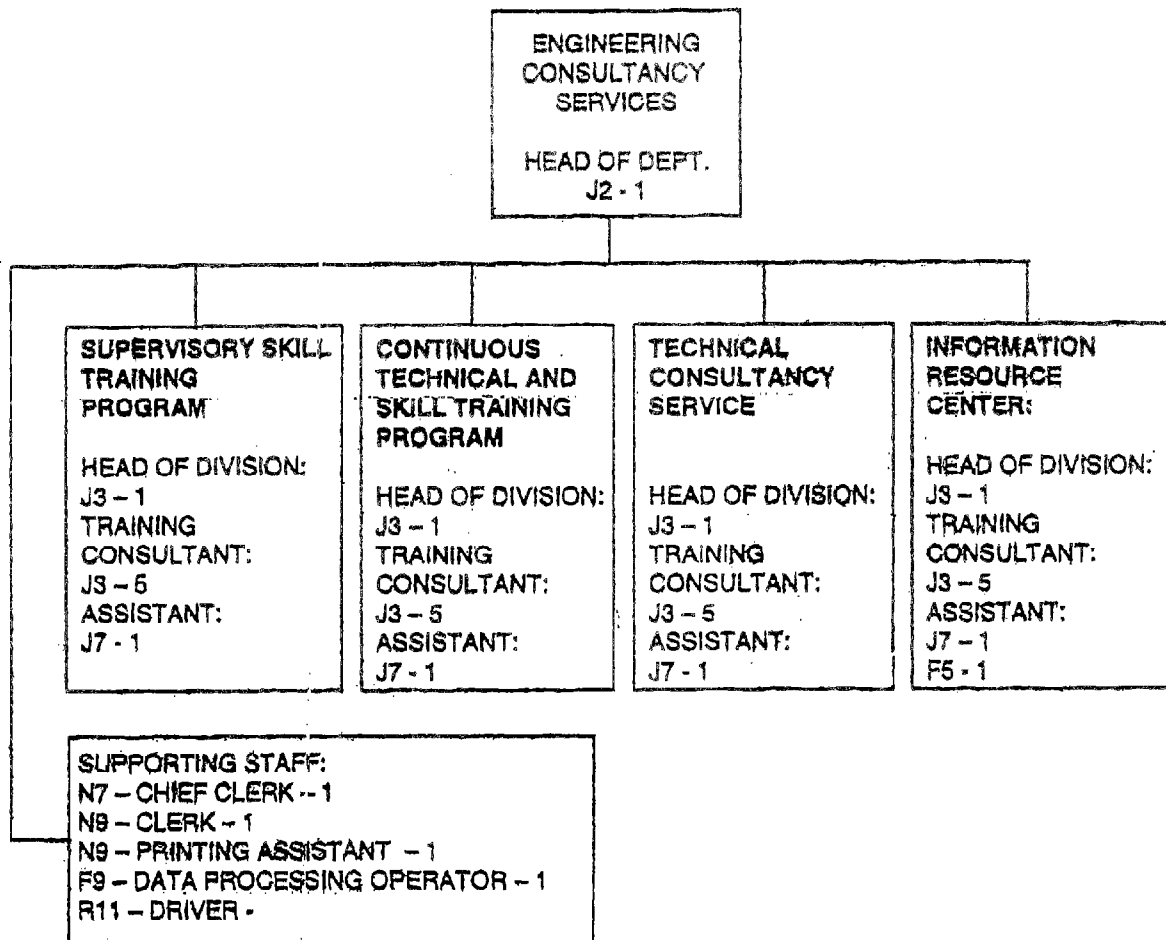 ENGINEERING
CONSULTANCY
SERVICES
HEAD OF DEPT.
J2 - 1
SUPERVISORY SKILL
TRAINING
PROGRAM
HEAD OF DIVISION:
J3 – 1
TRAINING
CONSULTANT:
J3 – 5
ASSISTANT:
J7 - 1
CONTINUOUS
TECHNICAL AND
SKILL TRAINING
PROGRAM
HEAD OF DIVISION:
J3 – 1
TRAINING
CONSULTANT:
J3 – 5
ASSISTANT:
J7 - 1
TECHNICAL
CONSULTANCY
SERVICE
HEAD OF DIVISION:
J3 – 1
TRAINING
CONSULTANT:
J3 – 5
ASSISTANT:
J7 - 1
INFORMATION
RESOURCE
CENTER:
HEAD OF DIVISION:
J3 – 1
TRAINING
CONSULTANT:
J3 – 5
ASSISTANT:
J7 – 1
F5 - 1
SUPPORTING STAFF:
N7 – CHIEF CLERK -- 1
N9 – CLERK – 1
N9 – PRINTING ASSISTANT – 1
F9 – DATA PROCESSING OPERATOR – 1
R11 – DRIVER -